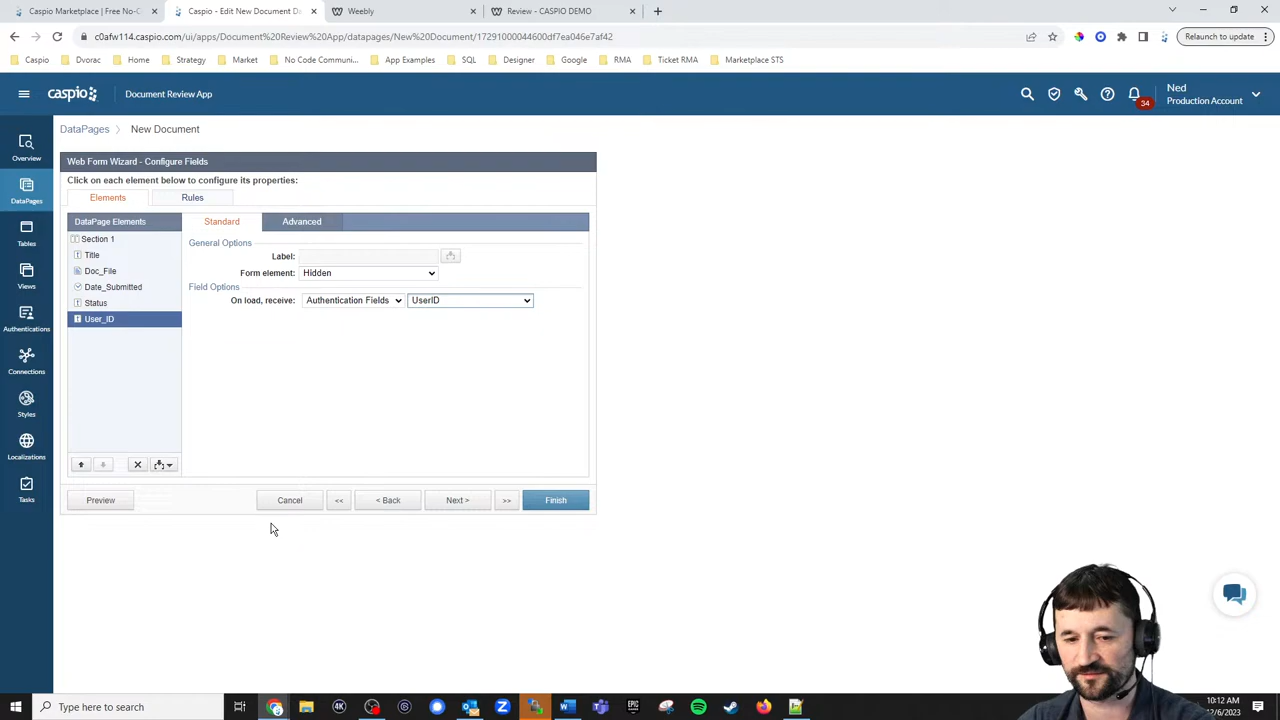 Caspio Marketplace | Free No-C
Caspio - Edit New Document D
Weebly
Review - CASPIO DEMO
c0afw114.caspio.com/ui/apps/Document%20Review%20App/datapages/New%20Document/17291000044600df7ea046e7af42
Relaunch to update
Caspio
Dvorac
Home
Strategy
Market
No Code Communi...
App Examples
SQL
Designer
Google
RMA
Ticket RMA
Marketplace STS
caspio
Document Review App
34
Ned
Production Account
Overview
DataPages
Tables
Views
Authentications
Connections
Styles
Localizations
Tasks
DataPages
New Document
Web Form Wizard - Configure Fields
Click on each element below to configure its properties:
Elements
Rules
DataPage Elements
Standard
Advanced
Section 1
Title
Doc_File
Date_Submitted
Status
User_ID
General Options
Label:
Form element: Hidden
Field Options
On load, receive: Authentication Fields UserID
Preview
Cancel
<<
< Back
Next >
>>
Finish
Type here to search
4K
EPIC
GAMES
10:12 AM
12/6/2023